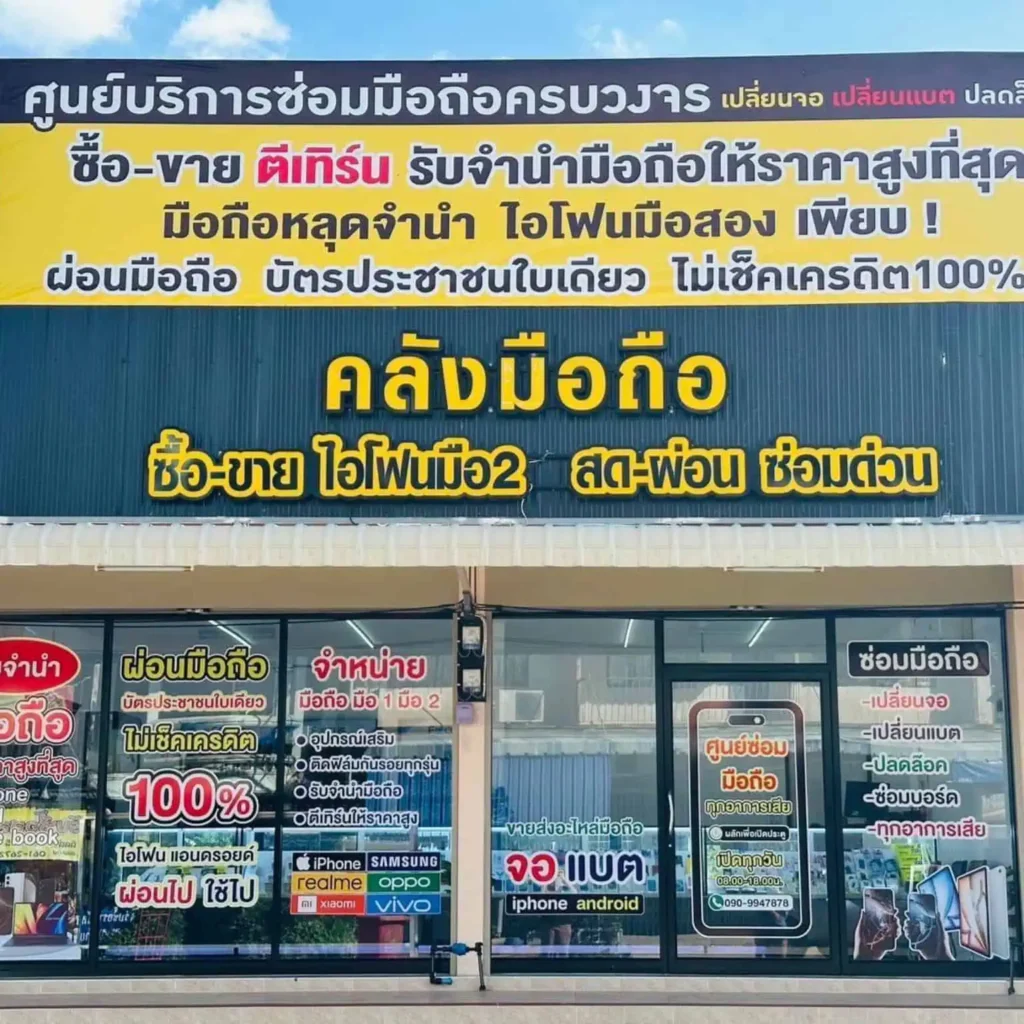 ศูนย์บริการซ่อมมือถือครบวงจร เปลี่ยนจอ เปลี่ยนแบต
ซื้อ-ขาย ตีเทิร์น รับจำนำมือถือให้ราคาสูงที่สุด
มือถือหลุดจำนำ ไอโฟนมือสอง เพียบ !
ผ่อนมือถือ บัตรประชาชนใบเดียว ไม่เช็คเครดิต100%
คลังมือถือ
ซื้อ-ขาย ไอโฟนมือ2 สด-ผ่อน ซ่อมด่วน
จำนำ
book
ผ่อนมือถือ
บัตรประชาชนใบเดียว
ไม่เช็คเครดิต
100%
ไอโฟน แอนดรอยด์
ผ่อนไป ใช้ไป
จำหน่าย
มือถือ มือ 1 มือ 2
อุปกรณ์เสริม
ติดฟิล์มกันรอยทุกรุ่น
รับจำนำมือถือ
ตีเทิร์นให้ราคาสูง
iPhone SAMSUNG
realme oppo
mi xiaomi vivo
ขายส่งอะไหล่มือถือ
จอ แบต
iphone android
ศูนย์ซ่อม
มือถือ
ทุกอาการเสีย
ผลักเพื่อเปิดประตู
เปิดทุกวัน
08.00-18.00น.
090-9947878
ซ่อมมือถือ
-เปลี่ยนจอ
-เปลี่ยนแบต
-ปลดล๊อค
-ซ่อมบอร์ด
-ทุกอาการเสีย